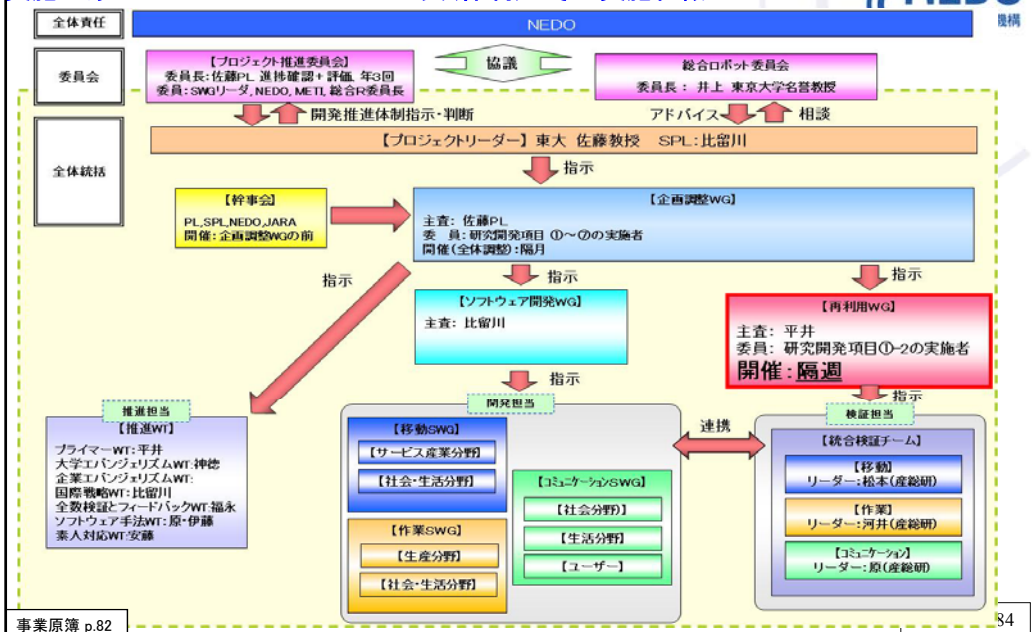 NEDO
機構
全体責任
NEDO
委員会
【プロジェクト推進委員会】
委員長:佐藤PL 進捗確認+評価 年3回
委員:SWGリーダ, NEDO, METI, 総合R委員長
協議
総合ロボット委員会
委員長： 井上 東京大学名誉教授
開発推進体制指示・判断
アドバイス
相談
全体統括
【プロジェクトリーダー】東大 佐藤教授 SPL:比留川
指示
【幹事会】
PL,SPL,NEDO,JARA
開催:企画調整WGの前
【企画調整WG】
主査: 佐藤PL
委 員: 研究開発項目 ①～⑦の実施者
開催(全体調整):隔月
指示
指示
指示
【ソフトウェア開発WG】
主査: 比留川
【再利用WG】
主査: 平井
委員: 研究開発項目①-2の実施者
開催:隔週
指示
指示
推進担当
【推進WT】
プライマーWT:平井
大学エバンジェリズムWT:神徳
企業エバンジェリズムWT:
国際戦略WT:比留川
全数検証とフィードバックWT:福永
ソフトウェア手法WT:原・伊藤
素人対応WT:安藤
開発担当
【移動SWG】
【サービス産業分野】
【社会・生活分野】
【作業SWG】
【生産分野】
【社会・生活分野】
【コミュニケーションSWG】
【社会分野】
【生活分野】
【ユーザー】
連携
検証担当
【統合検証チーム】
【移動】
リーダー:松本(産総研)
【作業】
リーダー:河井(産総研)
【コミュニケーション】
リーダー:原(産総研)
事業原簿 p.82
84